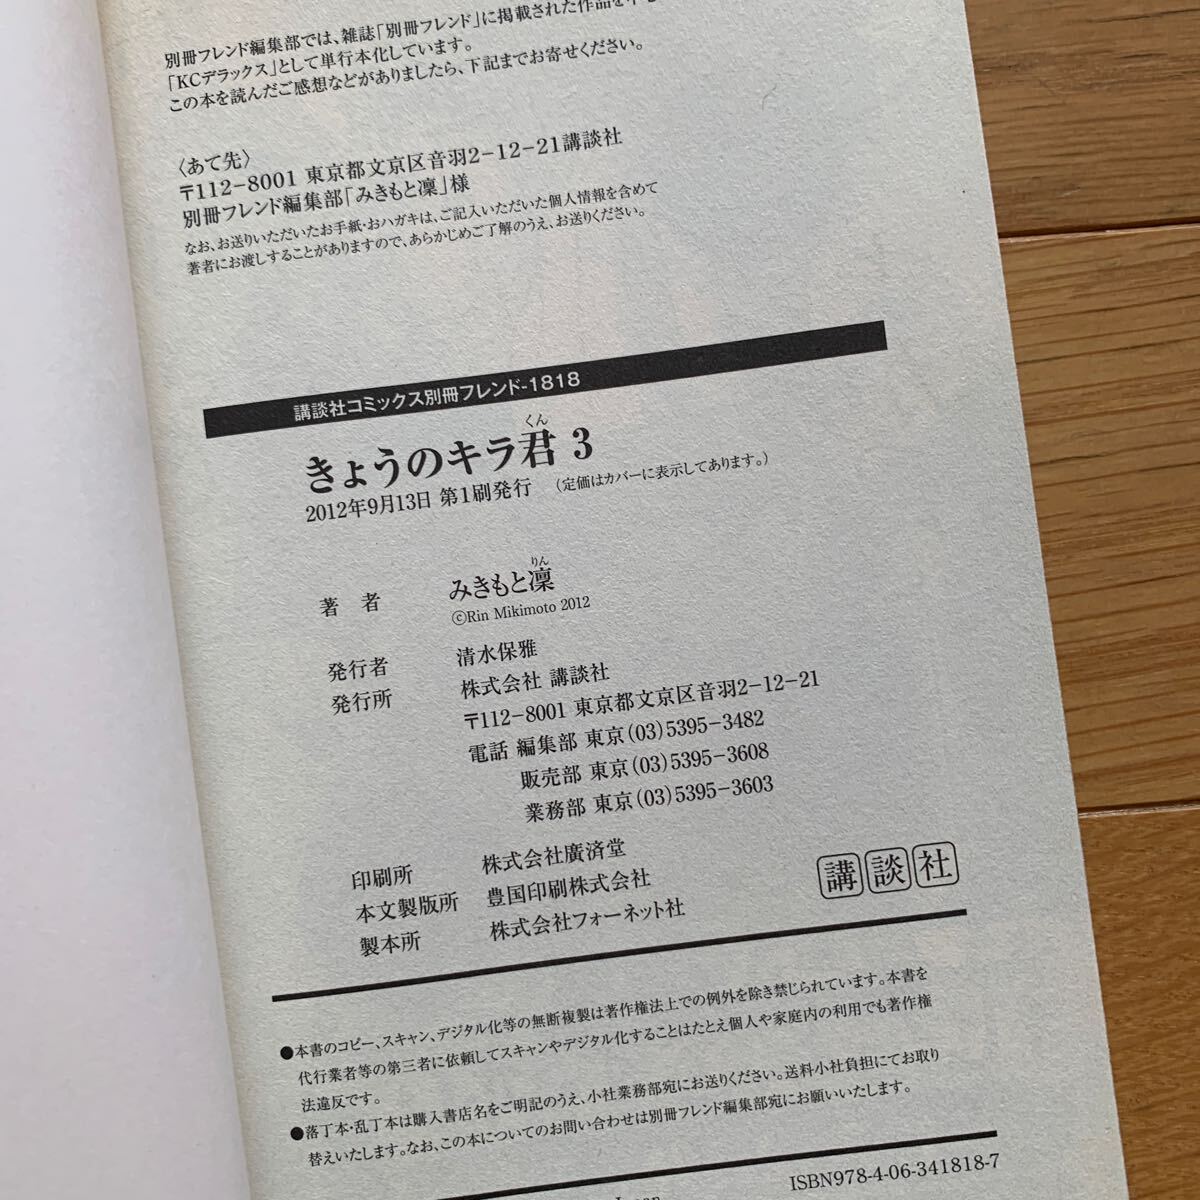 別冊フレンド編集部では、雑誌「別冊フレンド」に掲載された作品を
「KCデラックス」として単行本化しています。
この本を読んだご感想などがありましたら、下記までお寄せください。
〈あて先〉
〒112-8001 東京都文京区音羽2-12-21講談社
別冊フレンド編集部「みきもと凜」様
なお、お送りいただいたお手紙・おハガキは、ご記入いただいた個人情報を含めて
著者にお渡しすることがありますので、あらかじめご了解のうえ、お送りください。
講談社コミックス別冊フレンド-1818
くん
きょうのキラ君 3
2012年9月13日 第1刷発行 (定価はカバーに表示してあります。)
りん
著者 みきもと凜
©Rin Mikimoto 2012
発行者 清水保雅
発行所 株式会社 講談社
〒112-8001 東京都文京区音羽2-12-21
電話 編集部 東京(03)5395-3482
販売部 東京(03)5395-3608
業務部 東京(03)5395-3603
印刷所 株式会社廣済堂
本文製版所 豊国印刷株式会社
製本所 株式会社フォーネット社
講談社
●本書のコピー、スキャン、デジタル化等の無断複製は著作権法上での例外を除き禁じられています。本書を
代行業者等の第三者に依頼してスキャンやデジタル化することはたとえ個人や家庭内の利用でも著作権
法違反です。
●落丁本・乱丁本は購入書店名をご明記のうえ、小社業務部宛にお送りください。送料小社負担にてお取り
替えいたします。なお、この本についてのお問い合わせは別冊フレンド編集部宛にお願いいたします。
ISBN978-4-06-341818-7